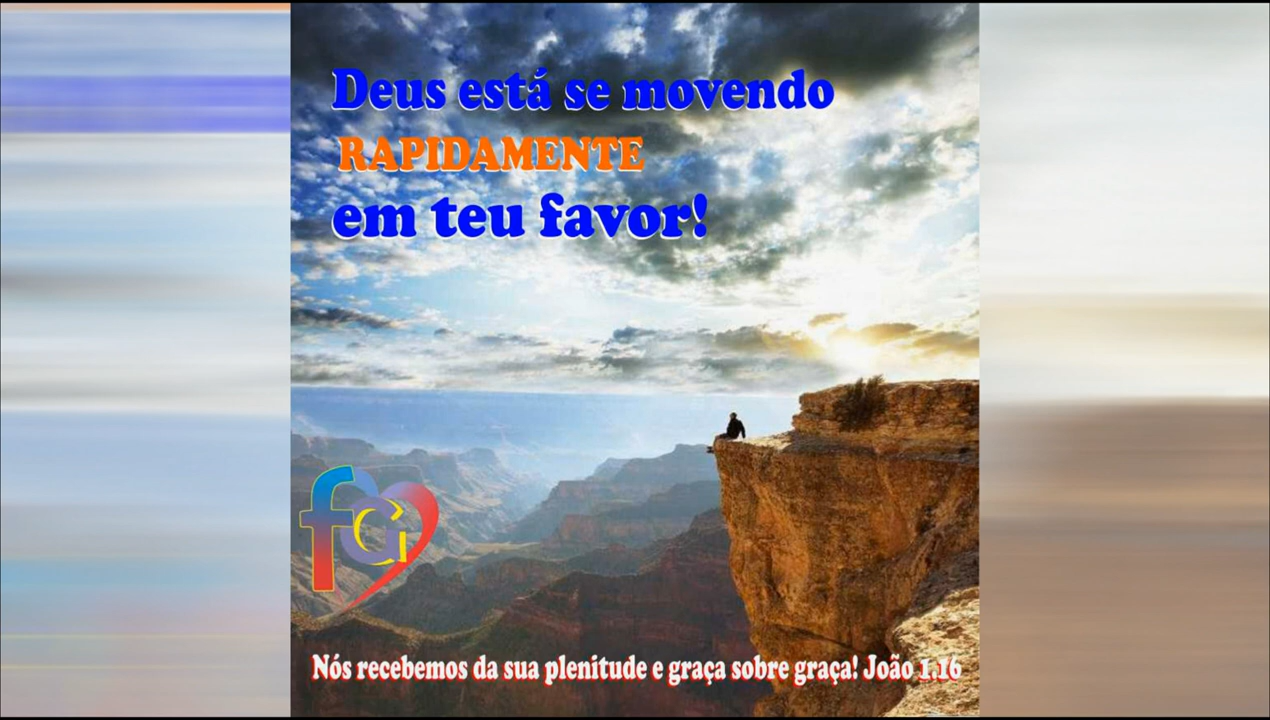 Deus está se movendo
RAPIDAMENTE
em teu favor!
fG
Nós recebemos da sua plenitude e graça sobre graça! João 1.16